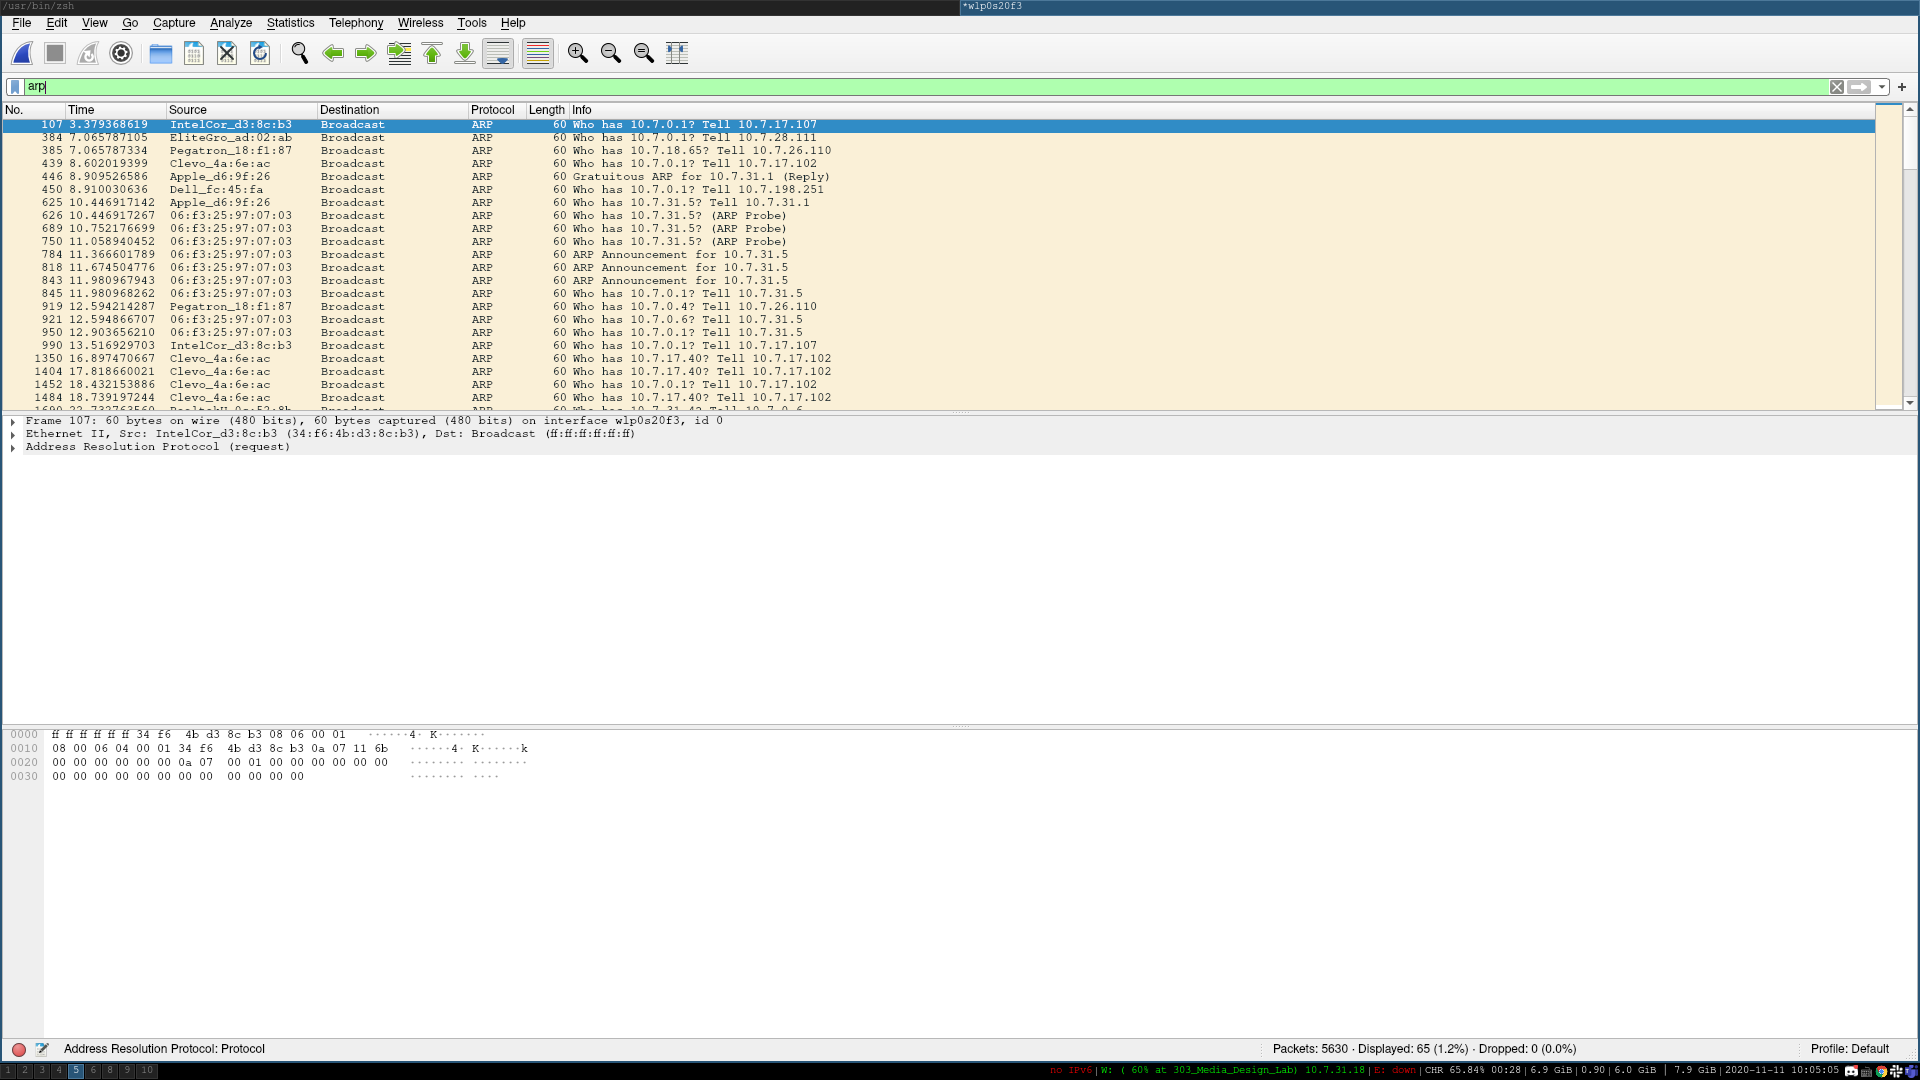 /usr/bin/zsh *wlp0s20f3
File Edit View Go Capture Analyze Statistics Telephony Wireless Tools Help
arp
No. Time Source Destination Protocol Length Info
107 3.379368619 IntelCor_d3:8c:b3 Broadcast ARP 60 Who has 10.7.0.1? Tell 10.7.17.107
384 7.065787105 EliteGro_ad:02:ab Broadcast ARP 60 Who has 10.7.0.1? Tell 10.7.28.111
385 7.065787334 Pegatron_18:f1:87 Broadcast ARP 60 Who has 10.7.18.65? Tell 10.7.26.110
439 8.602019399 Clevo_4a:6e:ac Broadcast ARP 60 Who has 10.7.0.1? Tell 10.7.17.102
446 8.909526586 Apple_d6:9f:26 Broadcast ARP 60 Gratuitous ARP for 10.7.31.1 (Reply)
450 8.910030636 Dell_fc:45:fa Broadcast ARP 60 Who has 10.7.0.1? Tell 10.7.198.251
625 10.446917142 Apple_d6:9f:26 Broadcast ARP 60 Who has 10.7.31.5? Tell 10.7.31.1
626 10.446917267 06:f3:25:97:07:03 Broadcast ARP 60 Who has 10.7.31.5? (ARP Probe)
689 10.752176699 06:f3:25:97:07:03 Broadcast ARP 60 Who has 10.7.31.5? (ARP Probe)
750 11.058940452 06:f3:25:97:07:03 Broadcast ARP 60 Who has 10.7.31.5? (ARP Probe)
784 11.366601789 06:f3:25:97:07:03 Broadcast ARP 60 ARP Announcement for 10.7.31.5
818 11.674504776 06:f3:25:97:07:03 Broadcast ARP 60 ARP Announcement for 10.7.31.5
843 11.980967943 06:f3:25:97:07:03 Broadcast ARP 60 ARP Announcement for 10.7.31.5
845 11.980968262 06:f3:25:97:07:03 Broadcast ARP 60 Who has 10.7.0.1? Tell 10.7.31.5
919 12.594214287 Pegatron_18:f1:87 Broadcast ARP 60 Who has 10.7.0.4? Tell 10.7.26.110
921 12.594866707 06:f3:25:97:07:03 Broadcast ARP 60 Who has 10.7.0.6? Tell 10.7.31.5
950 12.903656210 06:f3:25:97:07:03 Broadcast ARP 60 Who has 10.7.0.1? Tell 10.7.31.5
990 13.516929703 IntelCor_d3:8c:b3 Broadcast ARP 60 Who has 10.7.0.1? Tell 10.7.17.107
1350 16.897470667 Clevo_4a:6e:ac Broadcast ARP 60 Who has 10.7.17.40? Tell 10.7.17.102
1404 17.818660021 Clevo_4a:6e:ac Broadcast ARP 60 Who has 10.7.17.40? Tell 10.7.17.102
1452 18.432153886 Clevo_4a:6e:ac Broadcast ARP 60 Who has 10.7.0.1? Tell 10.7.17.102
1484 18.739197244 Clevo_4a:6e:ac Broadcast ARP 60 Who has 10.7.17.40? Tell 10.7.17.102
Frame 107: 60 bytes on wire (480 bits), 60 bytes captured (480 bits) on interface wlp0s20f3, id 0
Ethernet II, Src: IntelCor_d3:8c:b3 (34:f6:4b:d3:8c:b3), Dst: Broadcast (ff:ff:ff:ff:ff:ff)
Address Resolution Protocol (request)
0000 ff ff ff ff ff ff 34 f6 4b d3 8c b3 08 06 00 01 ······4· K·······
0010 08 00 06 04 00 01 34 f6 4b d3 8c b3 0a 07 11 6b ······4· K······k
0020 00 00 00 00 00 00 0a 07 00 01 00 00 00 00 00 00 ········ ········
0030 00 00 00 00 00 00 00 00 00 00 00 00 ········ ····
Address Resolution Protocol: Protocol Packets: 5630 · Displayed: 65 (1.2%) · Dropped: 0 (0.0%) Profile: Default
1 2 3 4 5 6 8 9 10 no IPv6|W: ( 60% at 303_Media_Design_Lab) 10.7.31.18|E: down|CHR 65.84% 00:28|6.9 GiB|0.90|6.0 GiB | 7.9 GiB|2020-11-11 10:05:05